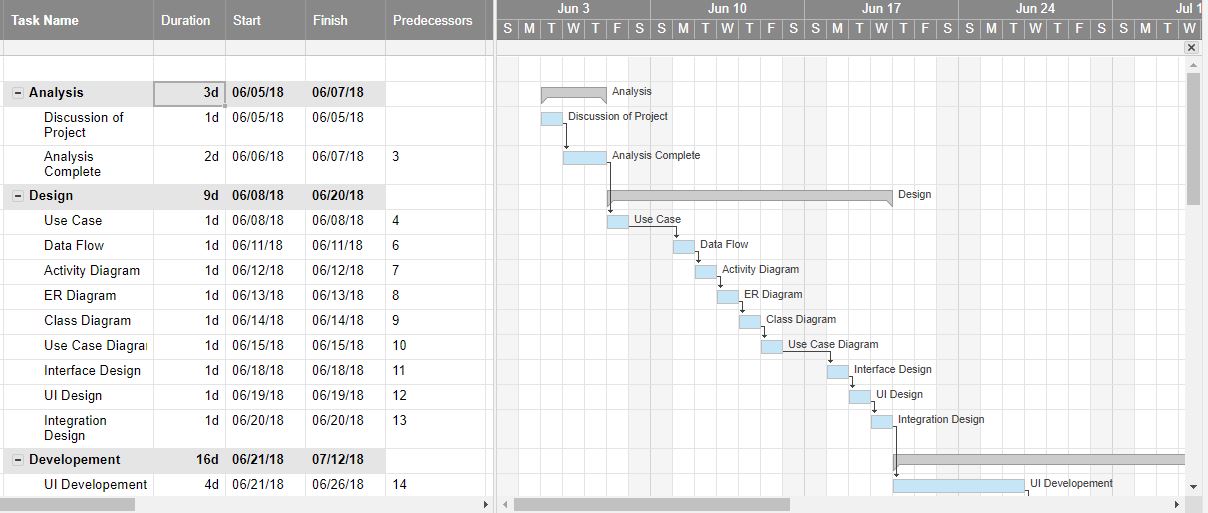 Task Name Duration Start Finish Predecessors
Jun 3 Jun 10 Jun 17 Jun 24 Jul 1
S M T W T F S S M T W T F S S M T W T F S S M T W T F S S M T W
Analysis 3d 06/05/18 06/07/18
Analysis
Discussion of
Project
1d 06/05/18 06/05/18
Discussion of Project
Analysis
Complete
2d 06/06/18 06/07/18 3
Analysis Complete
Design 9d 06/08/18 06/20/18
Design
Use Case 1d 06/08/18 06/08/18 4
Use Case
Data Flow 1d 06/11/18 06/11/18 6
Data Flow
Activity Diagram 1d 06/12/18 06/12/18 7
Activity Diagram
ER Diagram 1d 06/13/18 06/13/18 8
ER Diagram
Class Diagram 1d 06/14/18 06/14/18 9
Class Diagram
Use Case Diagra 1d 06/15/18 06/15/18 10
Use Case Diagram
Interface Design 1d 06/18/18 06/18/18 11
Interface Design
UI Design 1d 06/19/18 06/19/18 12
UI Design
Integration
Design
1d 06/20/18 06/20/18 13
Integration Design
Developement 16d 06/21/18 07/12/18
UI Developement 4d 06/21/18 06/26/18 14
UI Developement